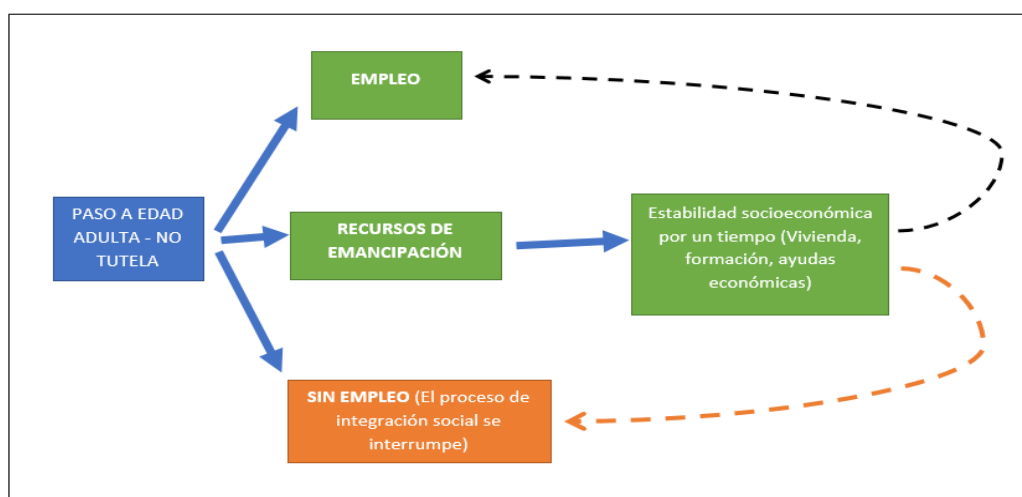 EMPLEO
PASO A EDAD
ADULTA - NO
TUTELA
RECURSOS DE
EMANCIPACIÓN
Estabilidad socioeconómica
por un tiempo (Vivienda,
formación, ayudas
económicas)
SIN EMPLEO (El proceso de
integración social se
interrumpe)